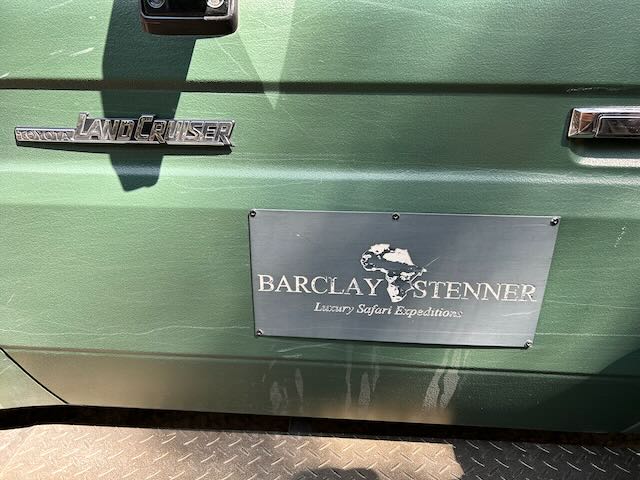 TOYOTA LAND CRUISER
BARCLAY STENNER
Luxury Safari Expeditions